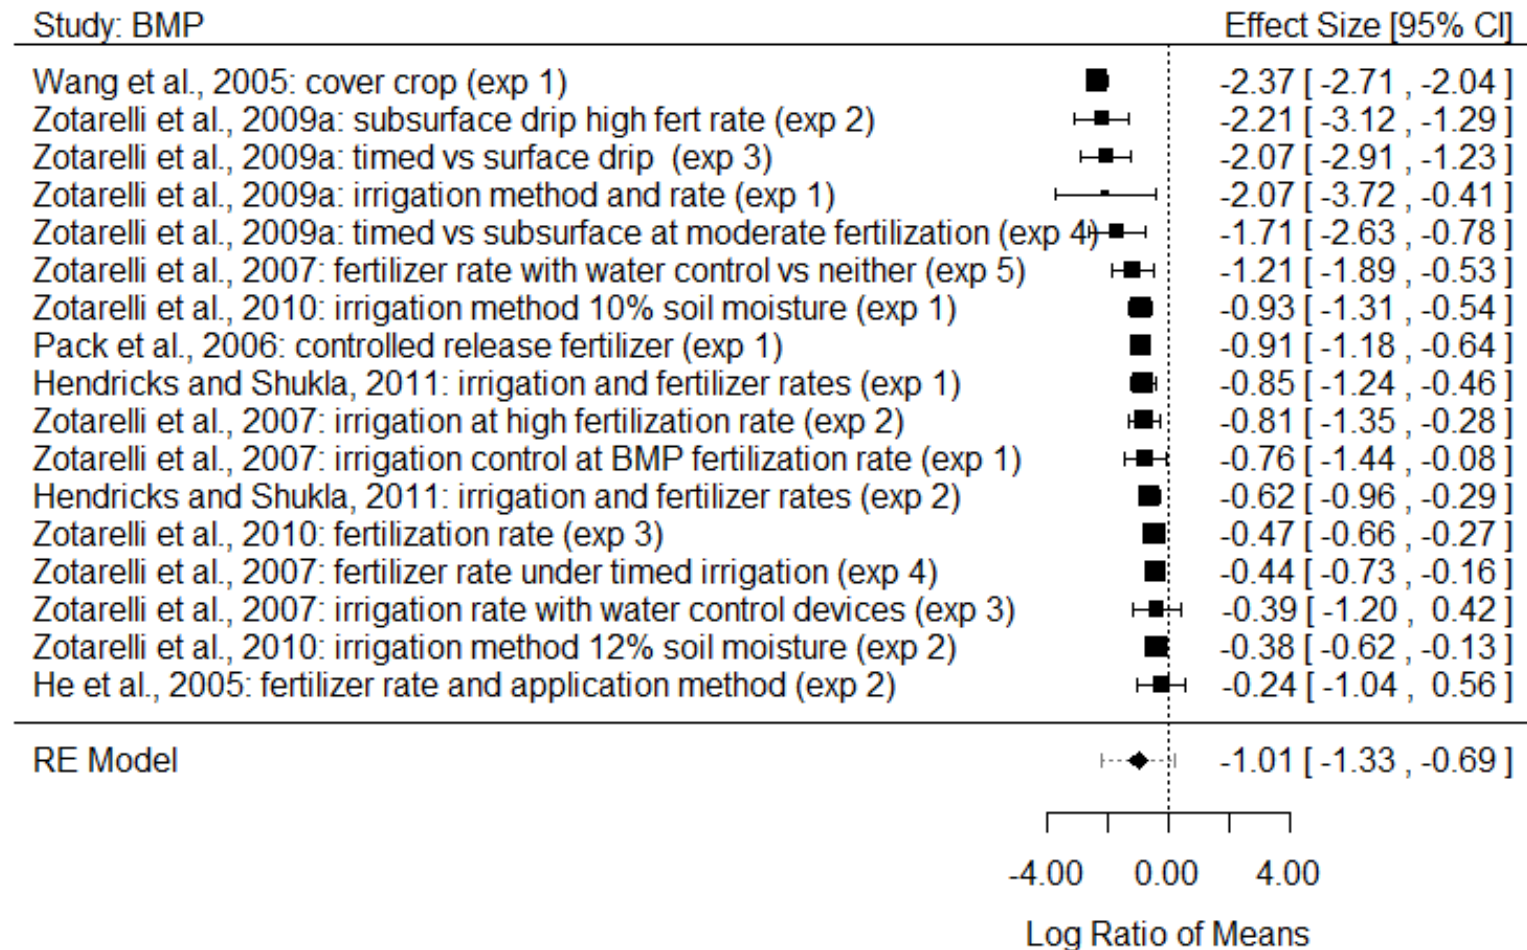 Study: BMP Effect Size [95% CI]
Wang et al., 2005: cover crop (exp 1) -2.37 [ -2.71 , -2.04 ]
Zotarelli et al., 2009a: subsurface drip high fert rate (exp 2) -2.21 [ -3.12 , -1.29 ]
Zotarelli et al., 2009a: timed vs surface drip  (exp 3) -2.07 [ -2.91 , -1.23 ]
Zotarelli et al., 2009a: irrigation method and rate (exp 1) -2.07 [ -3.72 , -0.41 ]
Zotarelli et al., 2009a: timed vs subsurface at moderate fertilization (exp 4) -1.71 [ -2.63 , -0.78 ]
Zotarelli et al., 2007: fertilizer rate with water control vs neither (exp 5) -1.21 [ -1.89 , -0.53 ]
Zotarelli et al., 2010: irrigation method 10% soil moisture (exp 1) -0.93 [ -1.31 , -0.54 ]
Pack et al., 2006: controlled release fertilizer (exp 1) -0.91 [ -1.18 , -0.64 ]
Hendricks and Shukla, 2011: irrigation and fertilizer rates (exp 1) -0.85 [ -1.24 , -0.46 ]
Zotarelli et al., 2007: irrigation at high fertilization rate (exp 2) -0.81 [ -1.35 , -0.28 ]
Zotarelli et al., 2007: irrigation control at BMP fertilization rate (exp 1) -0.76 [ -1.44 , -0.08 ]
Hendricks and Shukla, 2011: irrigation and fertilizer rates (exp 2) -0.62 [ -0.96 , -0.29 ]
Zotarelli et al., 2010: fertilization rate (exp 3) -0.47 [ -0.66 , -0.27 ]
Zotarelli et al., 2007: fertilizer rate under timed irrigation (exp 4) -0.44 [ -0.73 , -0.16 ]
Zotarelli et al., 2007: irrigation rate with water control devices (exp 3) -0.39 [ -1.20 , 0.42 ]
Zotarelli et al., 2010: irrigation method 12% soil moisture (exp 2) -0.38 [ -0.62 , -0.13 ]
He et al., 2005: fertilizer rate and application method (exp 2) -0.24 [ -1.04 , 0.56 ]
RE Model -1.01 [ -1.33 , -0.69 ]
-4.00 0.00 4.00
Log Ratio of Means